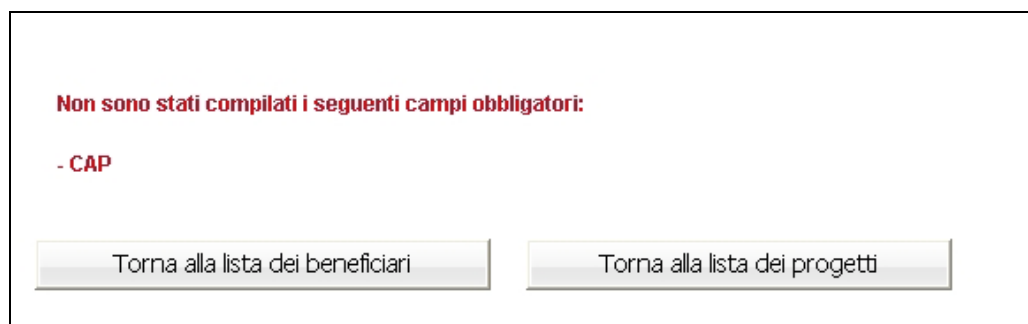 Non sono stati compilati i seguenti campi obbligatori:
- CAP
Torna alla lista dei beneficiari
Torna alla lista dei progetti